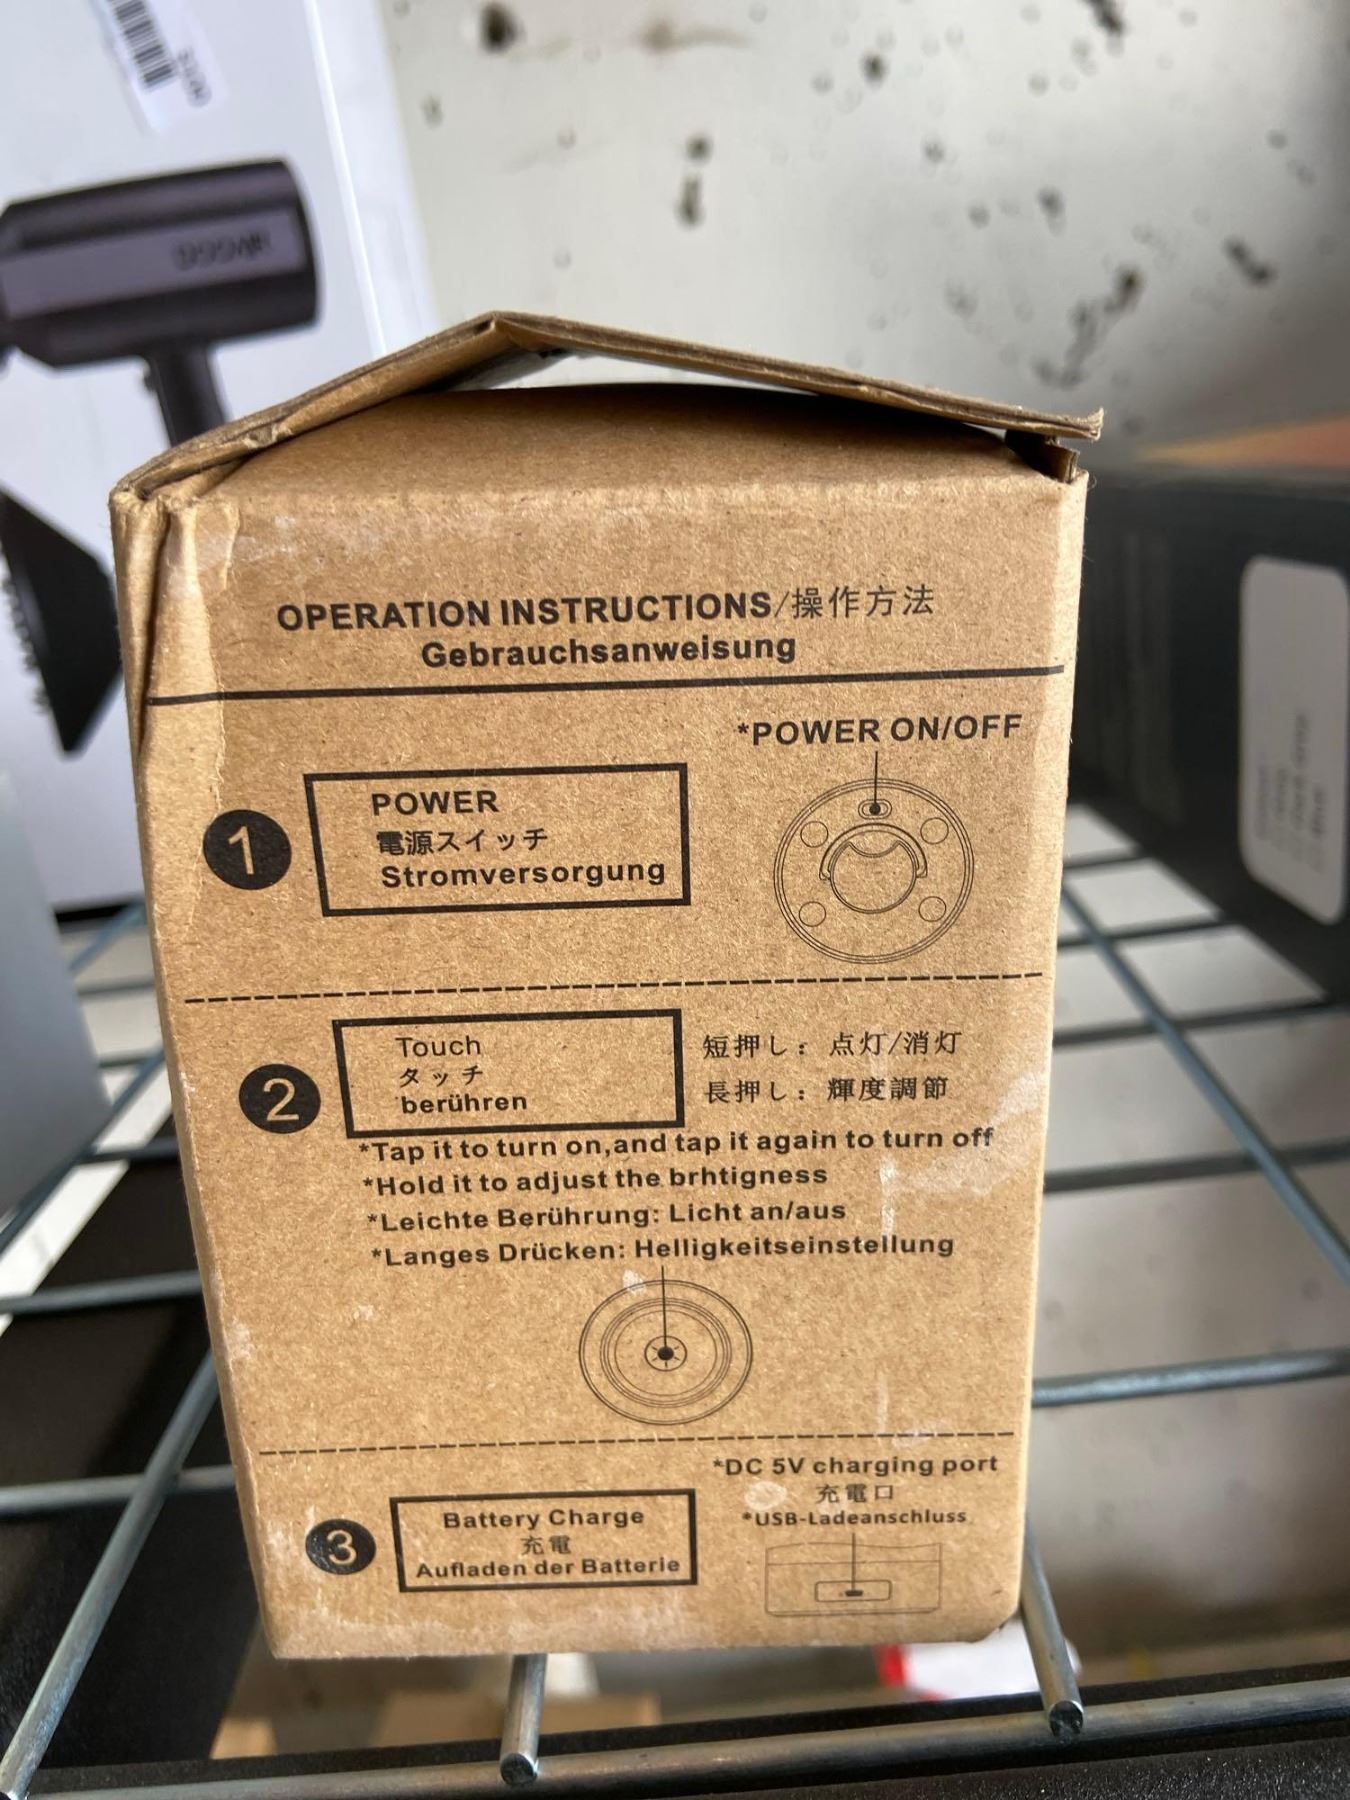 OPERATION INSTRUCTIONS/操作方法
Gebrauchsanweisung
*POWER ON/OFF
1
POWER
電源スイッチ
Stromversorgung
2
Touch
タッチ
berühren
短押し：点灯/消灯
長押し：輝度調節
*Tap it to turn on,and tap it again to turn off
*Hold it to adjust the brhtigness
*Leichte Berührung: Licht an/aus
*Langes Drücken: Helligkeitseinstellung
3
Battery Charge
充電
Aufladen der Batterie
*DC 5V charging port
充電口
*USB-Ladeanschluss